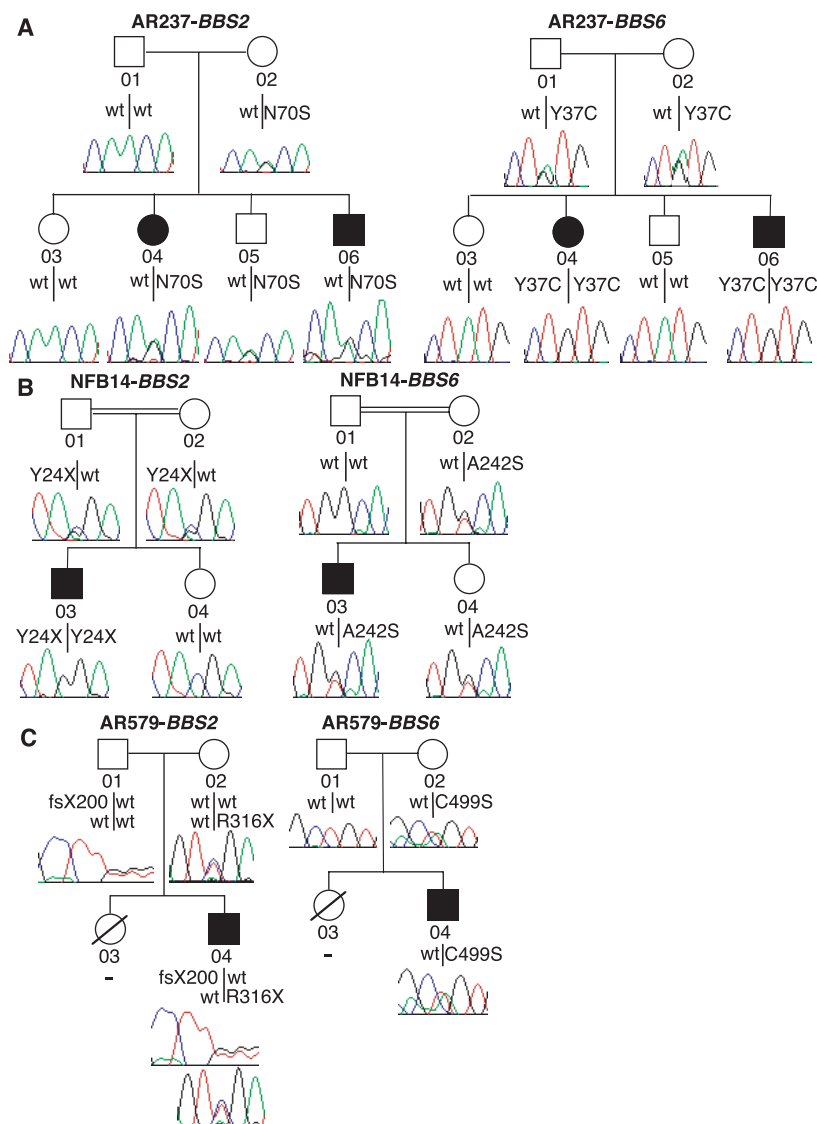 A
AR237-BBS2
AR237-BBS6
01
02
01
02
wt|wt
wt|N70S
wt|Y37C
wt|Y37C
03
04
05
06
03
04
05
06
wt|wt
wt|N70S
wt|N70S
wt|N70S
wt|wt
Y37C|Y37C
wt|wt
Y37C|Y37C
B
NFB14-BBS2
NFB14-BBS6
01
02
01
02
Y24X|wt
Y24X|wt
wt|wt
wt|A242S
03
04
03
04
Y24X|Y24X
wt|wt
wt|A242S
wt|A242S
C
AR579-BBS2
AR579-BBS6
01
02
01
02
fsX200|wt
wt|wt
wt|wt
wt|R316X
wt|wt
wt|C499S
03
04
03
04
-
fsX200|wt
wt|R316X
-
wt|C499S